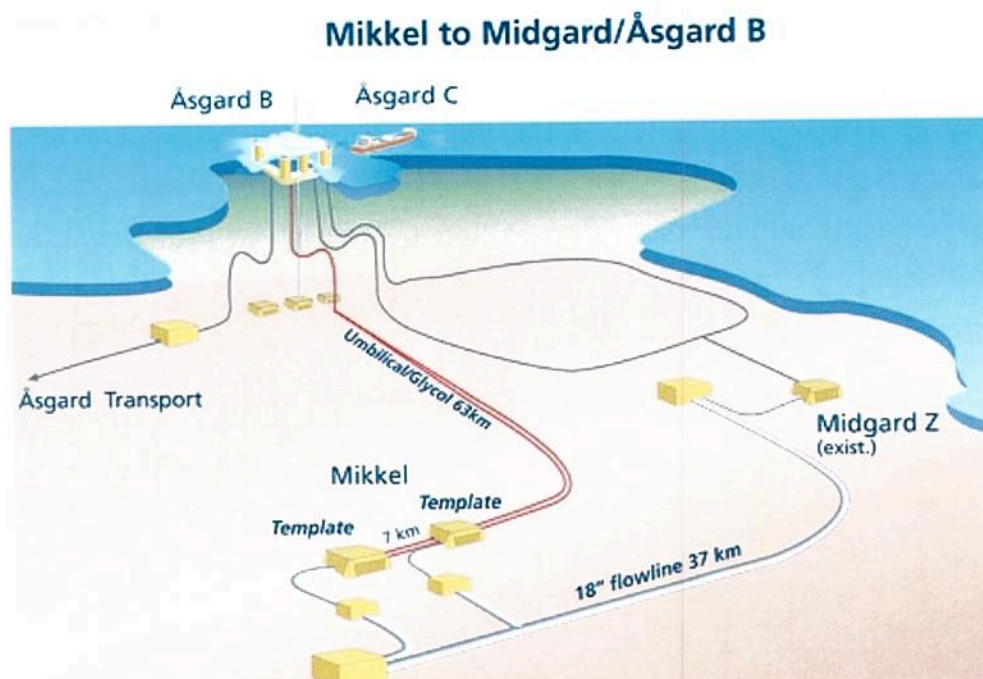 Mikkel to Midgard/Åsgard B
Åsgard B
Åsgard C
Umbilical/Glycol 63km
Åsgard Transport
Midgard Z
(exist.)
Mikkel
Template
Template
7 km
18" flowline 37 km